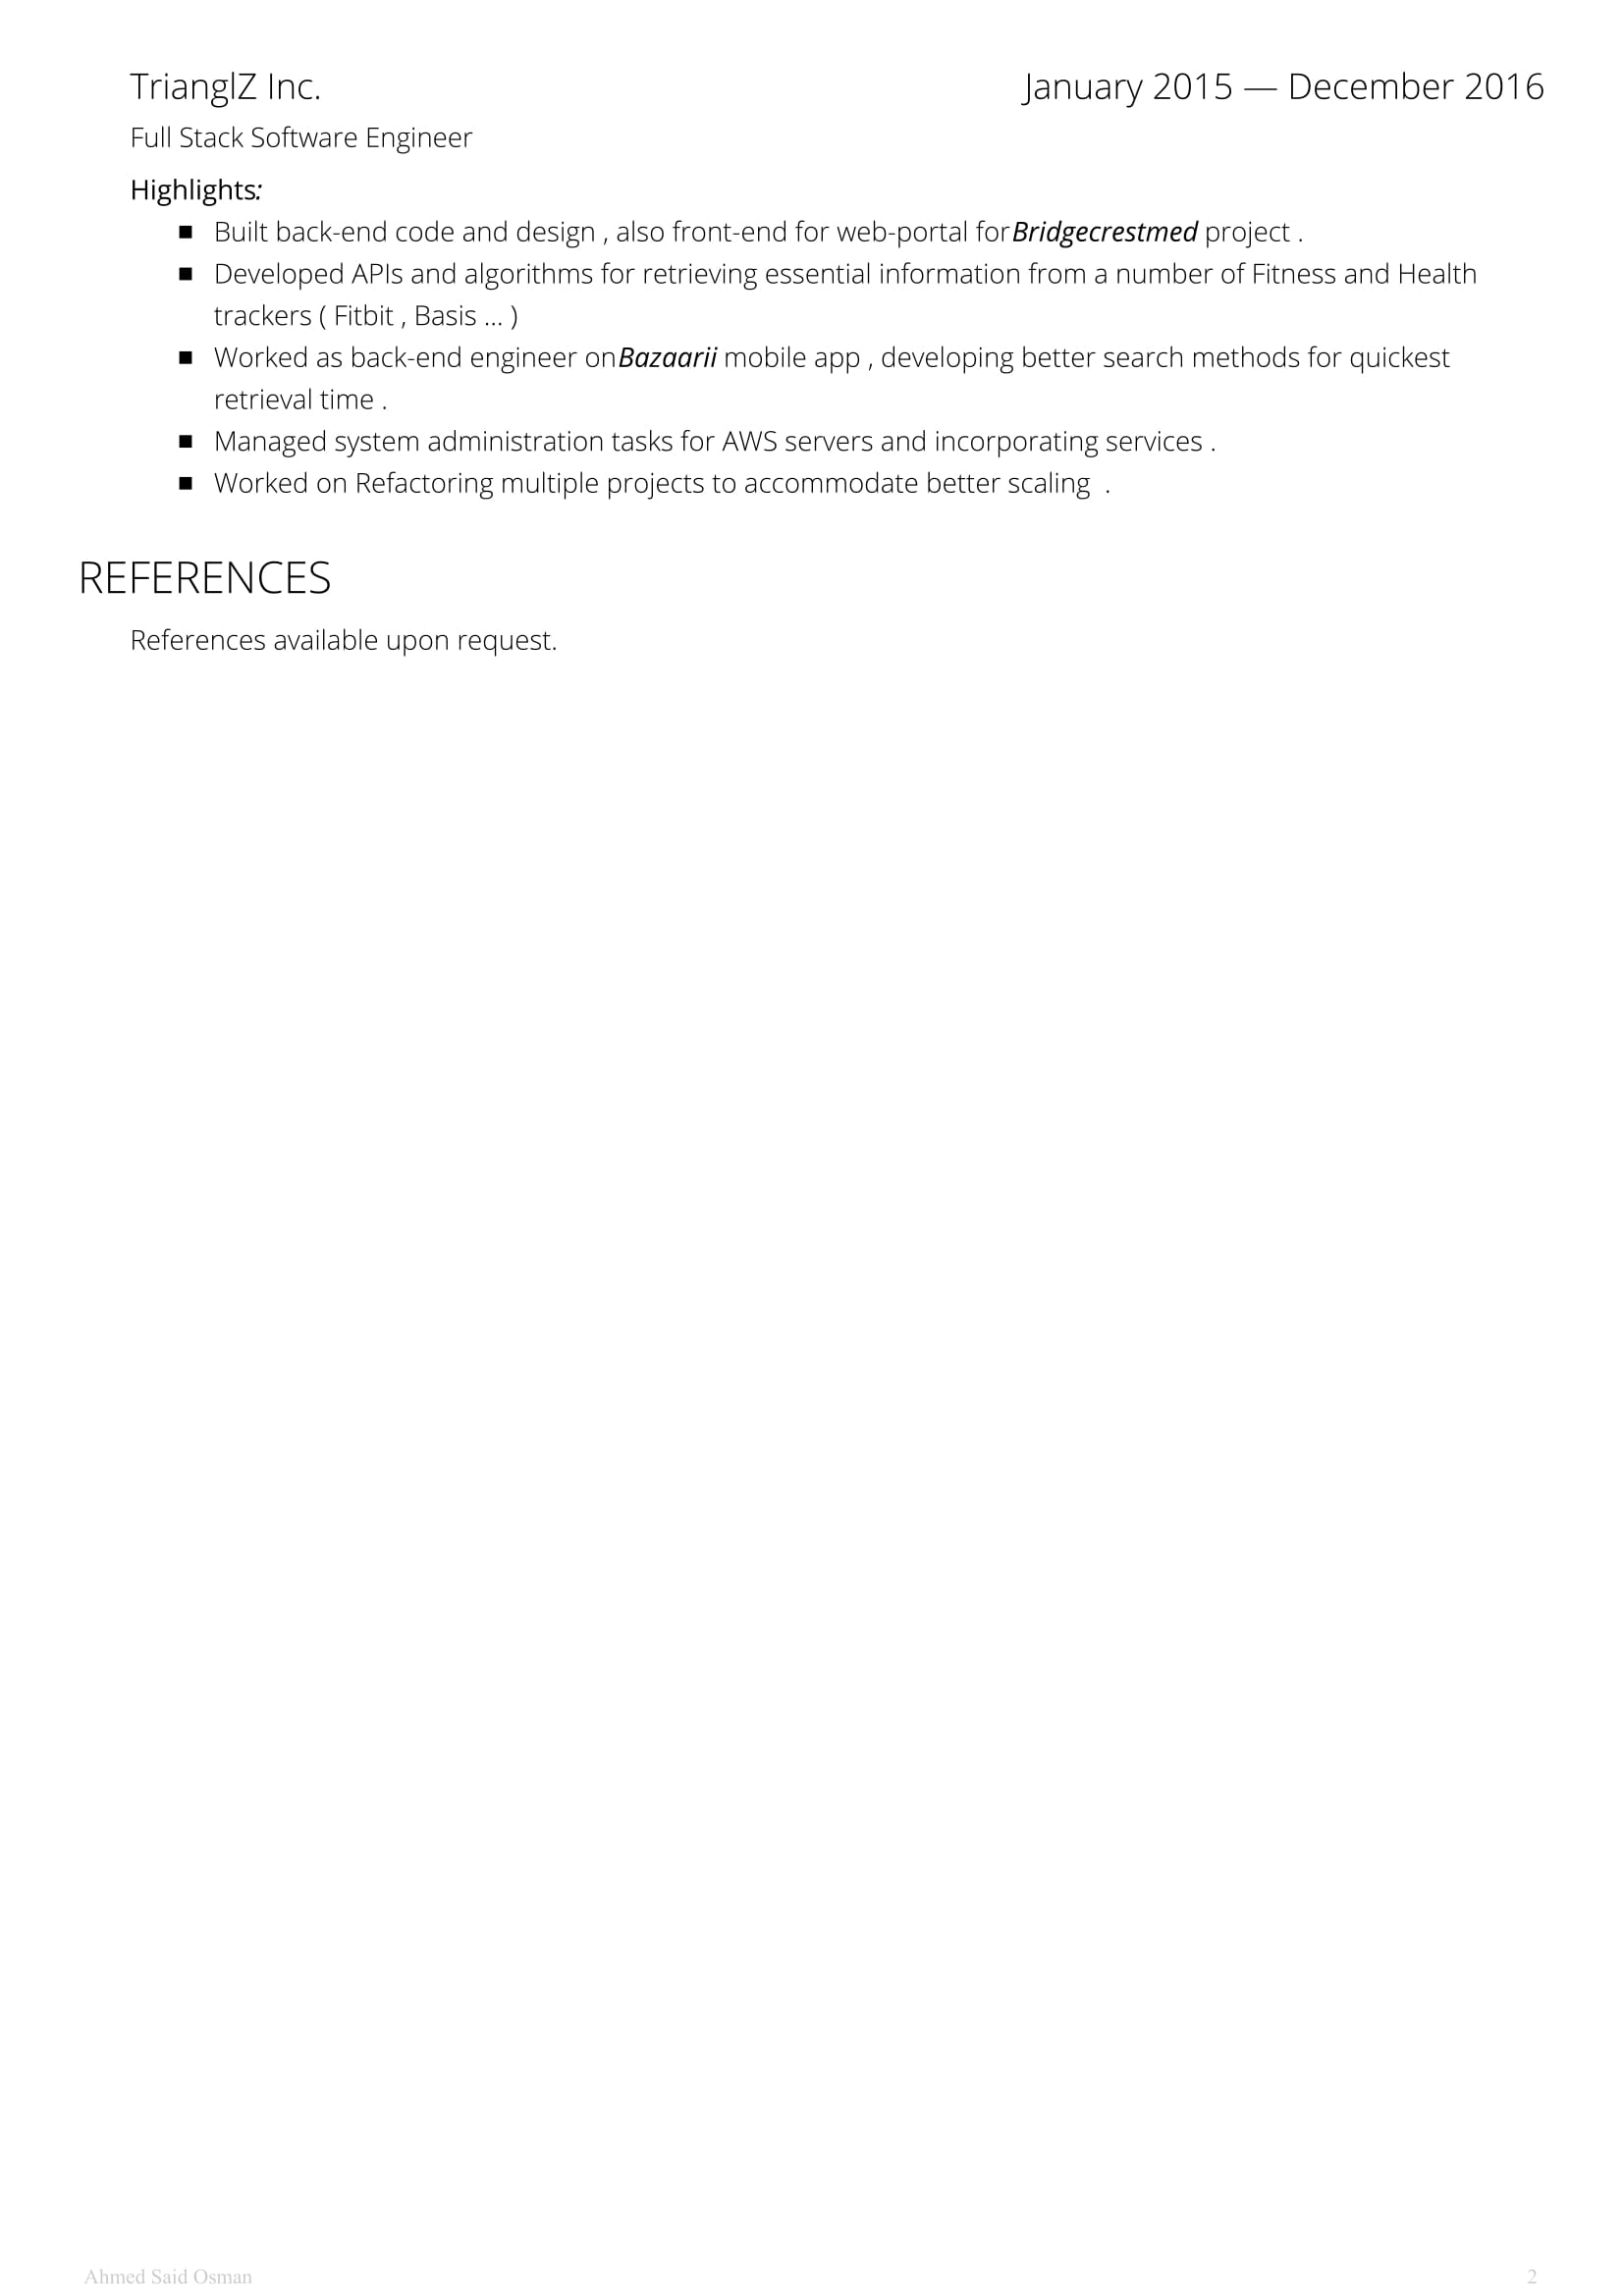 TrianglZ Inc. January 2015 — December 2016
Full Stack Software Engineer
Highlights:
■ Built back-end code and design , also front-end for web-portal for Bridgecrestmed project .
■ Developed APIs and algorithms for retrieving essential information from a number of Fitness and Health
trackers ( Fitbit , Basis ... )
■ Worked as back-end engineer on Bazaarii mobile app , developing better search methods for quickest
retrieval time .
■ Managed system administration tasks for AWS servers and incorporating services .
■ Worked on Refactoring multiple projects to accommodate better scaling .
REFERENCES
References available upon request.
Ahmed Said Osman 2